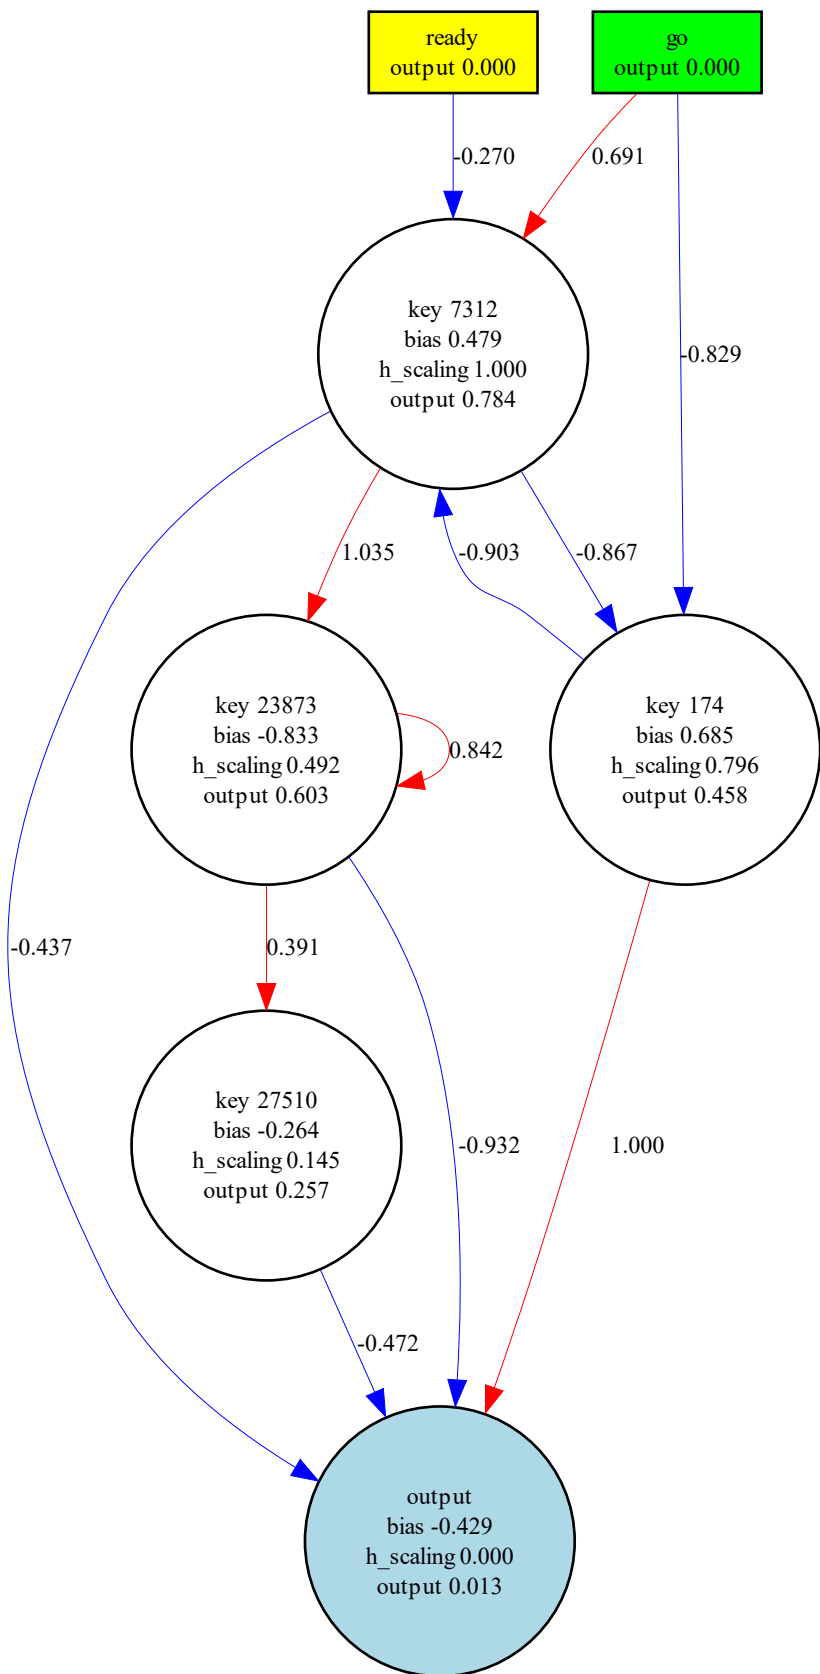 ready
output 0.000
go
output 0.000
-0.270
0.691
key 7312
bias 0.479
h_scaling 1.000
output 0.784
-0.829
1.035
-0.903
-0.867
key 23873
bias -0.833
h_scaling 0.492
output 0.603
0.842
key 174
bias 0.685
h_scaling 0.796
output 0.458
-0.437
0.391
key 27510
bias -0.264
h_scaling 0.145
output 0.257
-0.932
1.000
-0.472
output
bias -0.429
h_scaling 0.000
output 0.013